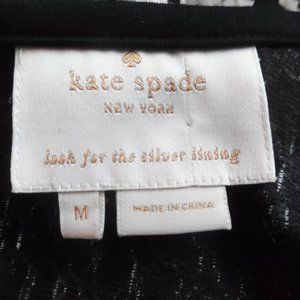 kate spade
NEW YORK
look for the silver lining
M
MADE IN CHINA